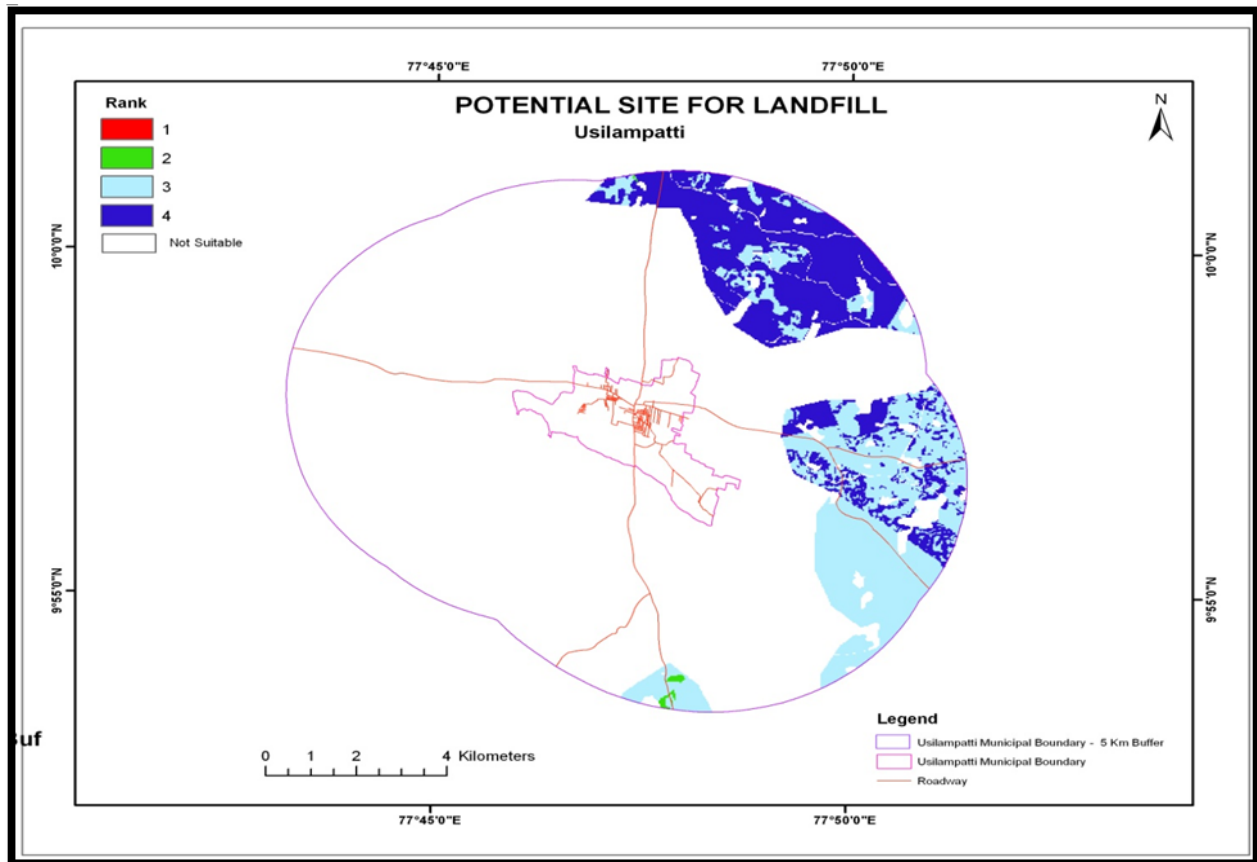 77°45'0"E 77°50'0"E
Rank
1
2
3
4
Not Suitable
POTENTIAL SITE FOR LANDFILL
Usilampatti
N
10°0'0"N
10°0'0"N
9°55'0"N
9°55'0"N
uf
0 1 2 4 Kilometers
Legend
Usilampatti Municipal Boundary - 5 Km Buffer
Usilampatti Municipal Boundary
Roadway
77°45'0"E 77°50'0"E